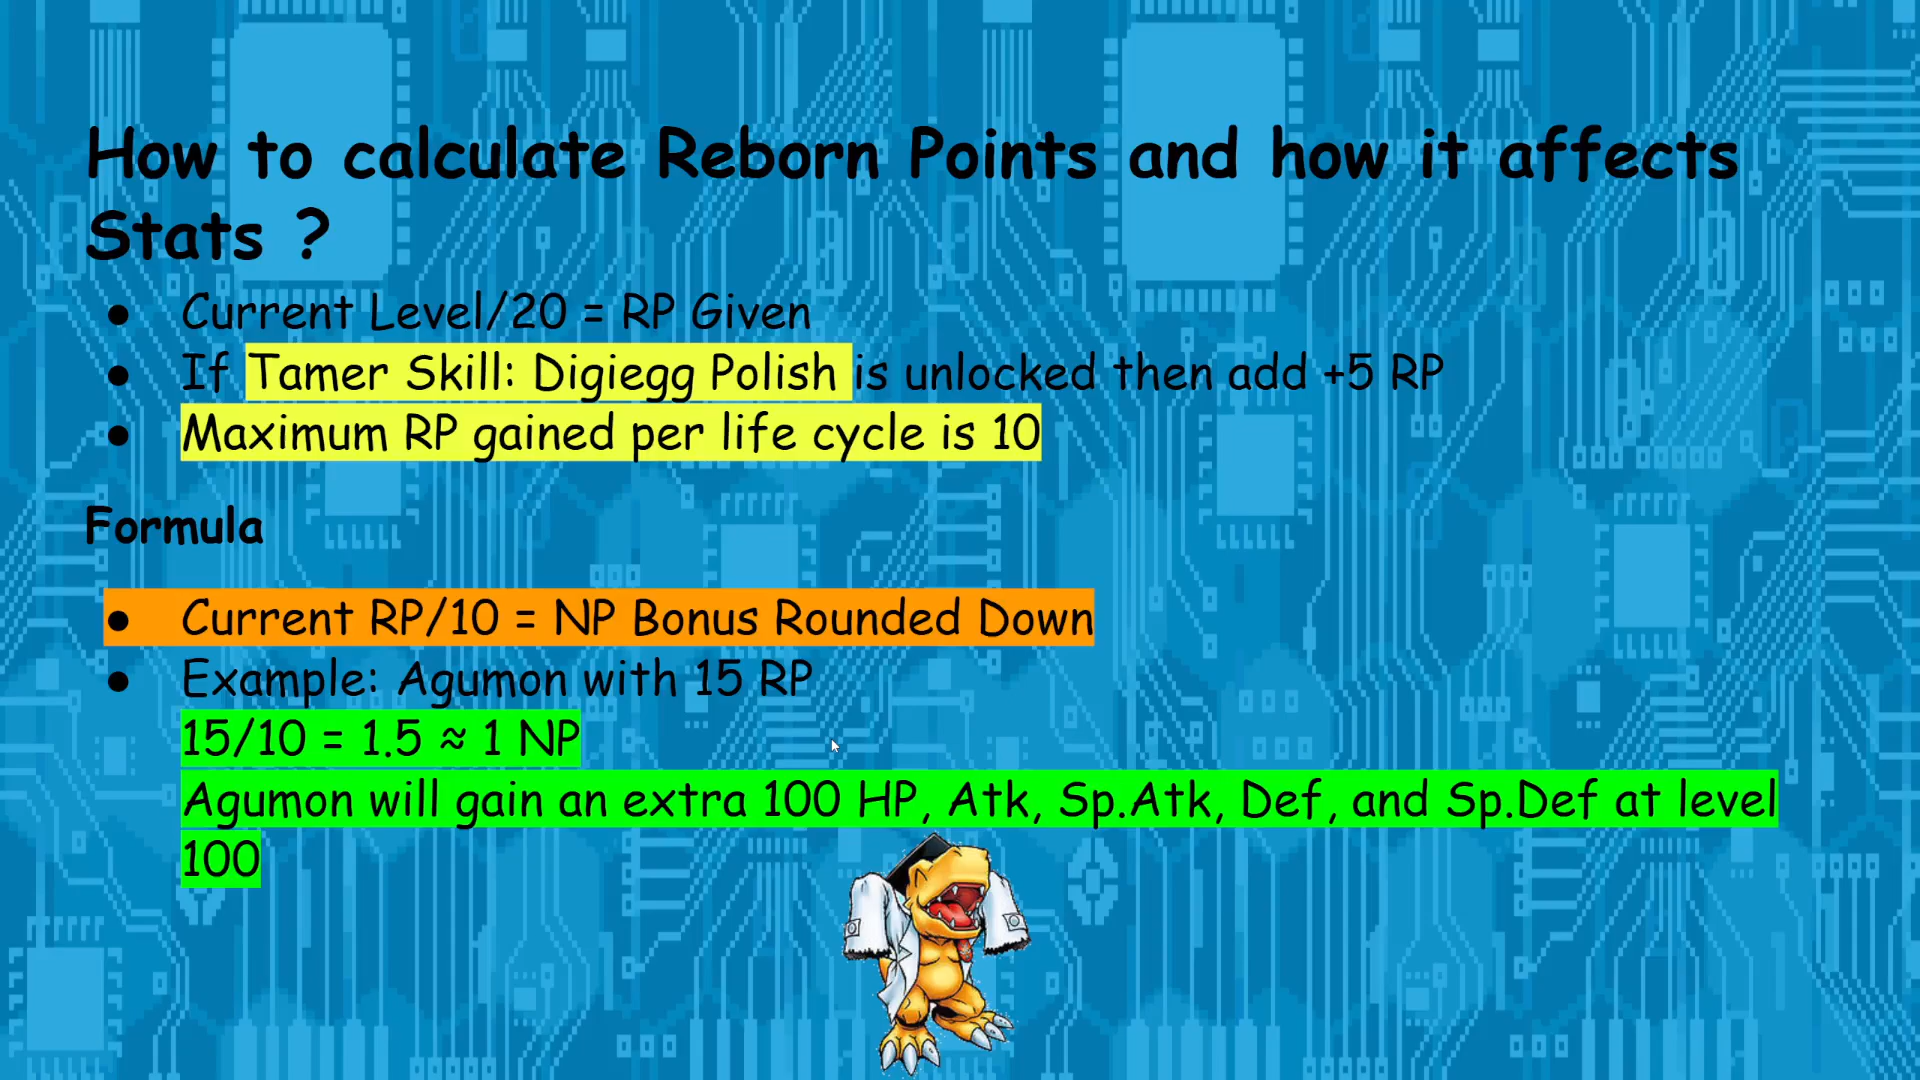 How to calculate Reborn Points and how it affects
Stats ?
● Current Level/20 = RP Given
● If Tamer Skill: Digiegg Polish is unlocked then add +5 RP
● Maximum RP gained per life cycle is 10
Formula
● Current RP/10 = NP Bonus Rounded Down
● Example: Agumon with 15 RP
15/10 = 1.5 ≈ 1 NP
Agumon will gain an extra 100 HP, Atk, Sp.Atk, Def, and Sp.Def at level
100